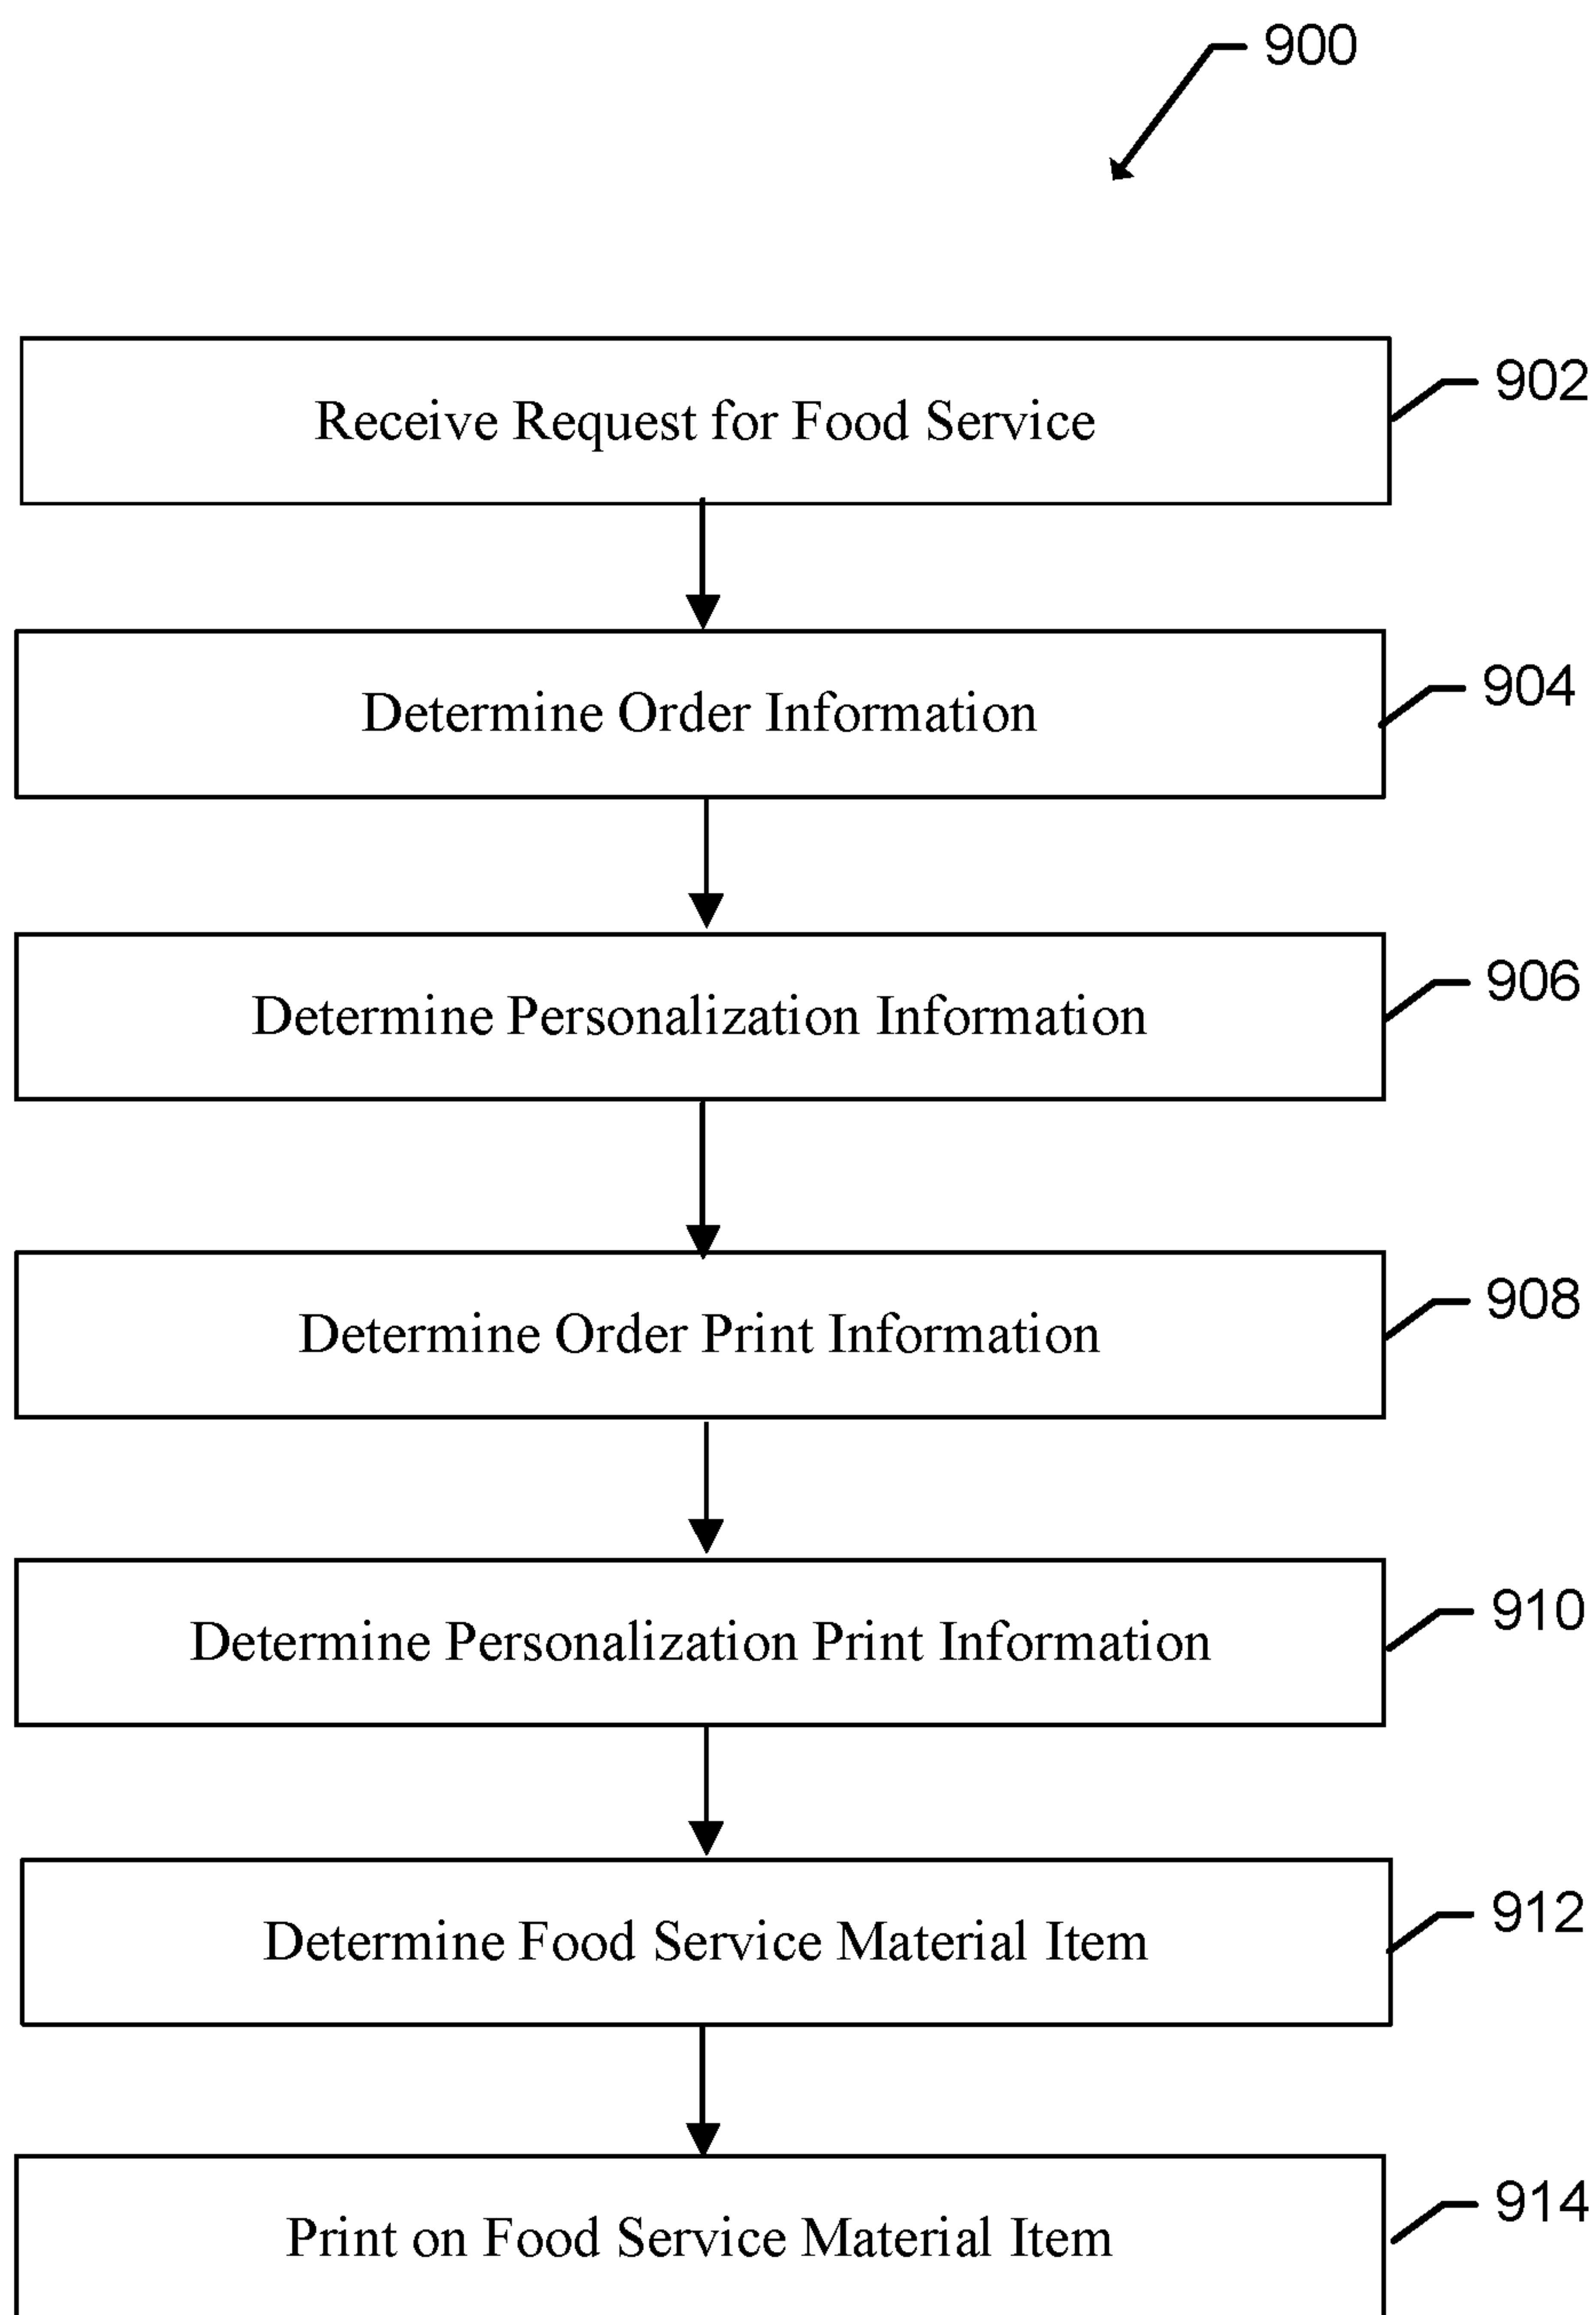 900
Receive Request for Food Service
902
Determine Order Information
904
Determine Personalization Information
906
Determine Order Print Information
908
Determine Personalization Print Information
910
Determine Food Service Material Item
912
Print on Food Service Material Item
914